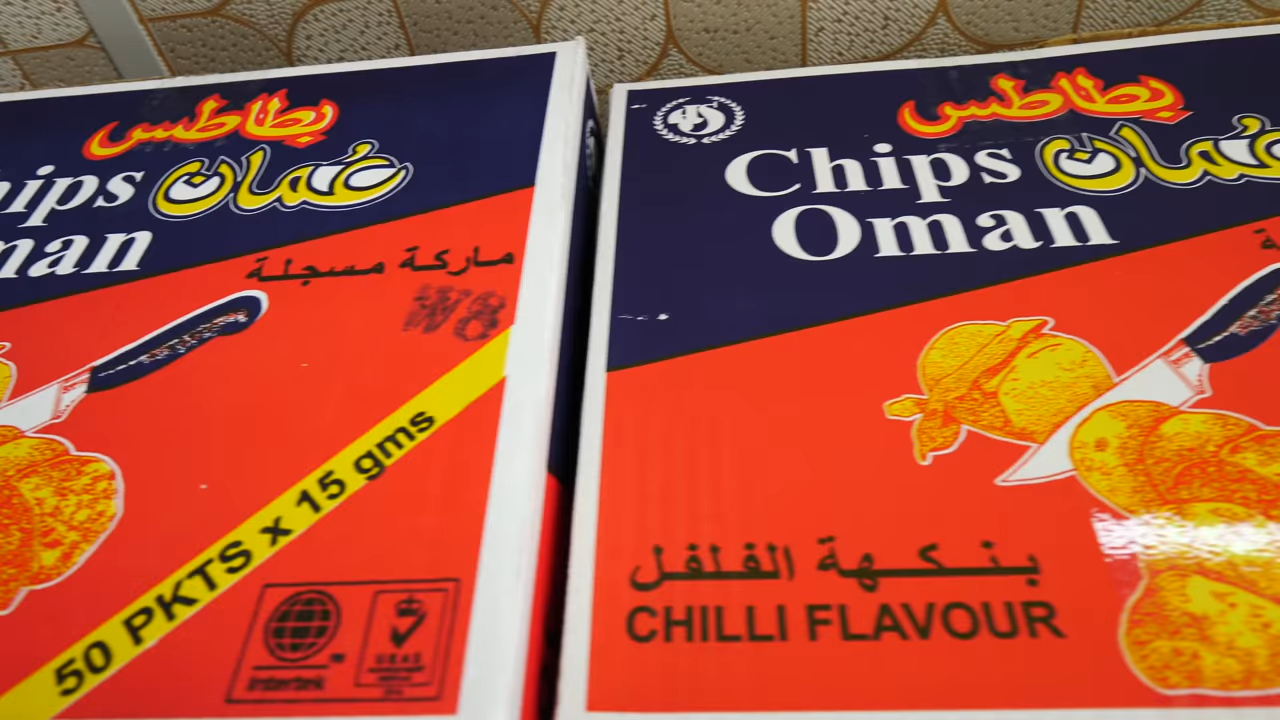 بطاطس
hips عُمان
man
ماركة مسجلة
W8
50 PKTS x 15 gms
Intertek
UKAS
بطاطس
Chips عُمان
Oman
بنكهة الفلفل
CHILLI FLAVOUR